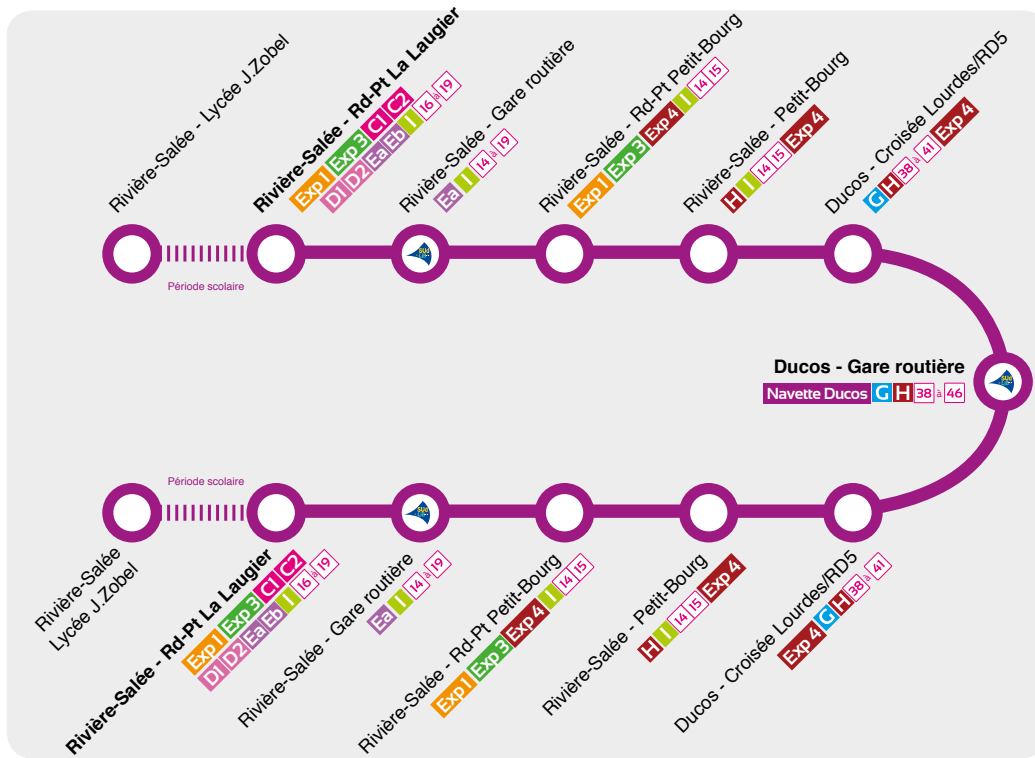 Rivière-Salée - Lycée J.Zobel
Rivière-Salée - Rd-Pt La Laugier
Exp 1 Exp 3 C1 C2
D1 D2 Ea Eb I 16 à 19
Rivière-Salée - Gare routière
Ea I 14 à 19
Rivière-Salée - Rd-Pt Petit-Bourg
Exp 1 Exp 3 Exp 4 I 14 15
Rivière-Salée - Petit-Bourg
H I 14 15 Exp 4
Ducos - Croisée Lourdes/RD5
G H 38 à 41 Exp 4
Période scolaire
Ducos - Gare routière
Navette Ducos G H 38 à 46
Période scolaire
Rivière-Salée
Lycée J.Zobel
Rivière-Salée - Rd-Pt La Laugier
Exp 1 Exp 3 C1 C2
D1 D2 Ea Eb I 16 à 19
Rivière-Salée - Gare routière
Ea I 14 à 19
Rivière-Salée - Rd-Pt Petit-Bourg
Exp 1 Exp 3 Exp 4 I 14 15
Rivière-Salée - Petit-Bourg
H I 14 15 Exp 4
Ducos - Croisée Lourdes/RD5
Exp 4 G H 38 à 41